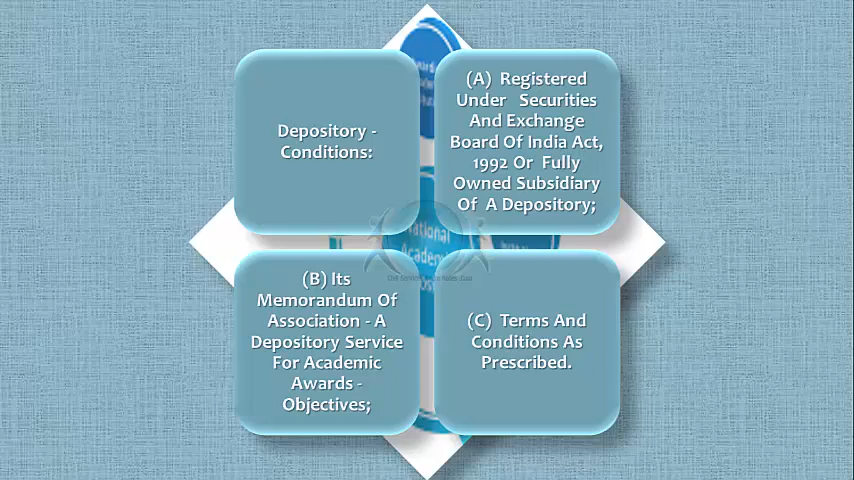 Depository -
Conditions:
(A) Registered
Under Securities
And Exchange
Board Of India Act,
1992 Or Fully
Owned Subsidiary
Of A Depository;
(B) Its
Memorandum Of
Association - A
Depository Service
For Academic
Awards -
Objectives;
(C) Terms And
Conditions As
Prescribed.